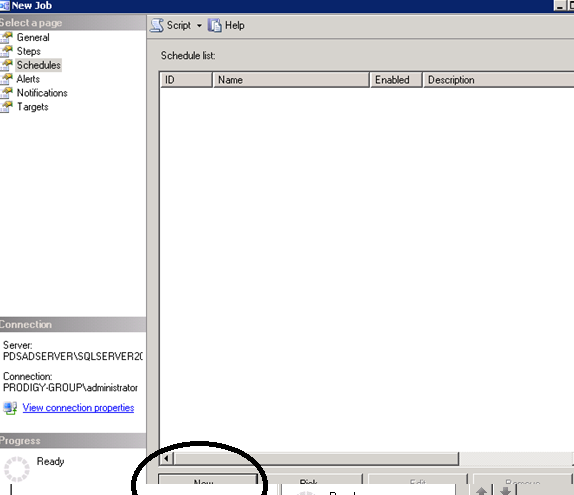 New Job
Select a page
General
Steps
Schedules
Alerts
Notifications
Targets
Script
Help
Schedule list:
ID Name Enabled Description
Connection
Server:
PDSADSERVER\SQLSERVER20
Connection:
PRODIGY-GROUP\administrator
View connection properties
Progress
Ready
New Pick Edit Remove
Ready